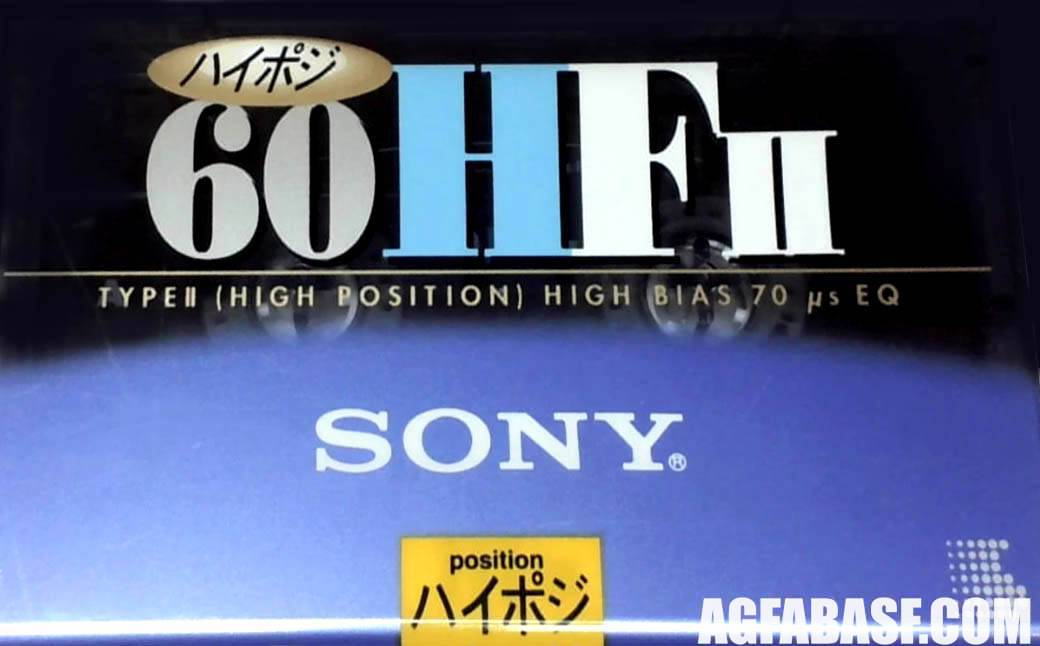 ハイポジ
60HFII
TYPEII (HIGH POSITION) HIGH BIAS 70 μs EQ
SONY®
position
ハイポジ
AGFABASF.COM